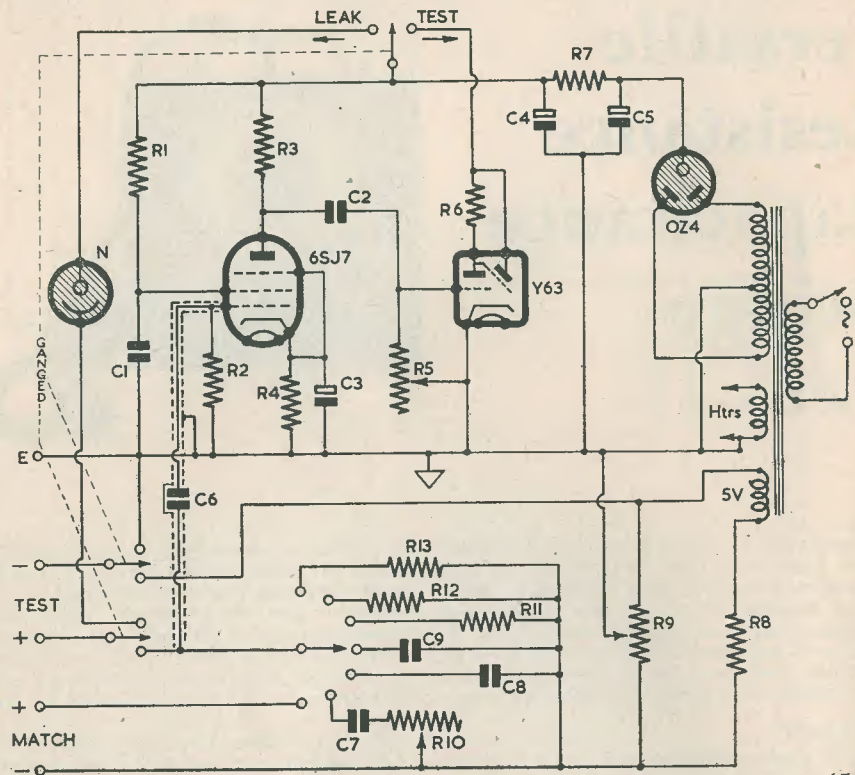 LEAK TEST
R7
C4 C5
R1 R3
C2
R6
OZ4
N 6SJ7 Y63
GANGED
C1 R2 R4 C3 R5
Htrs
E
C6 5V
R13
R12
R11
R9 R8
C9
C8
C7 R10
−
TEST
+
+
MATCH
−